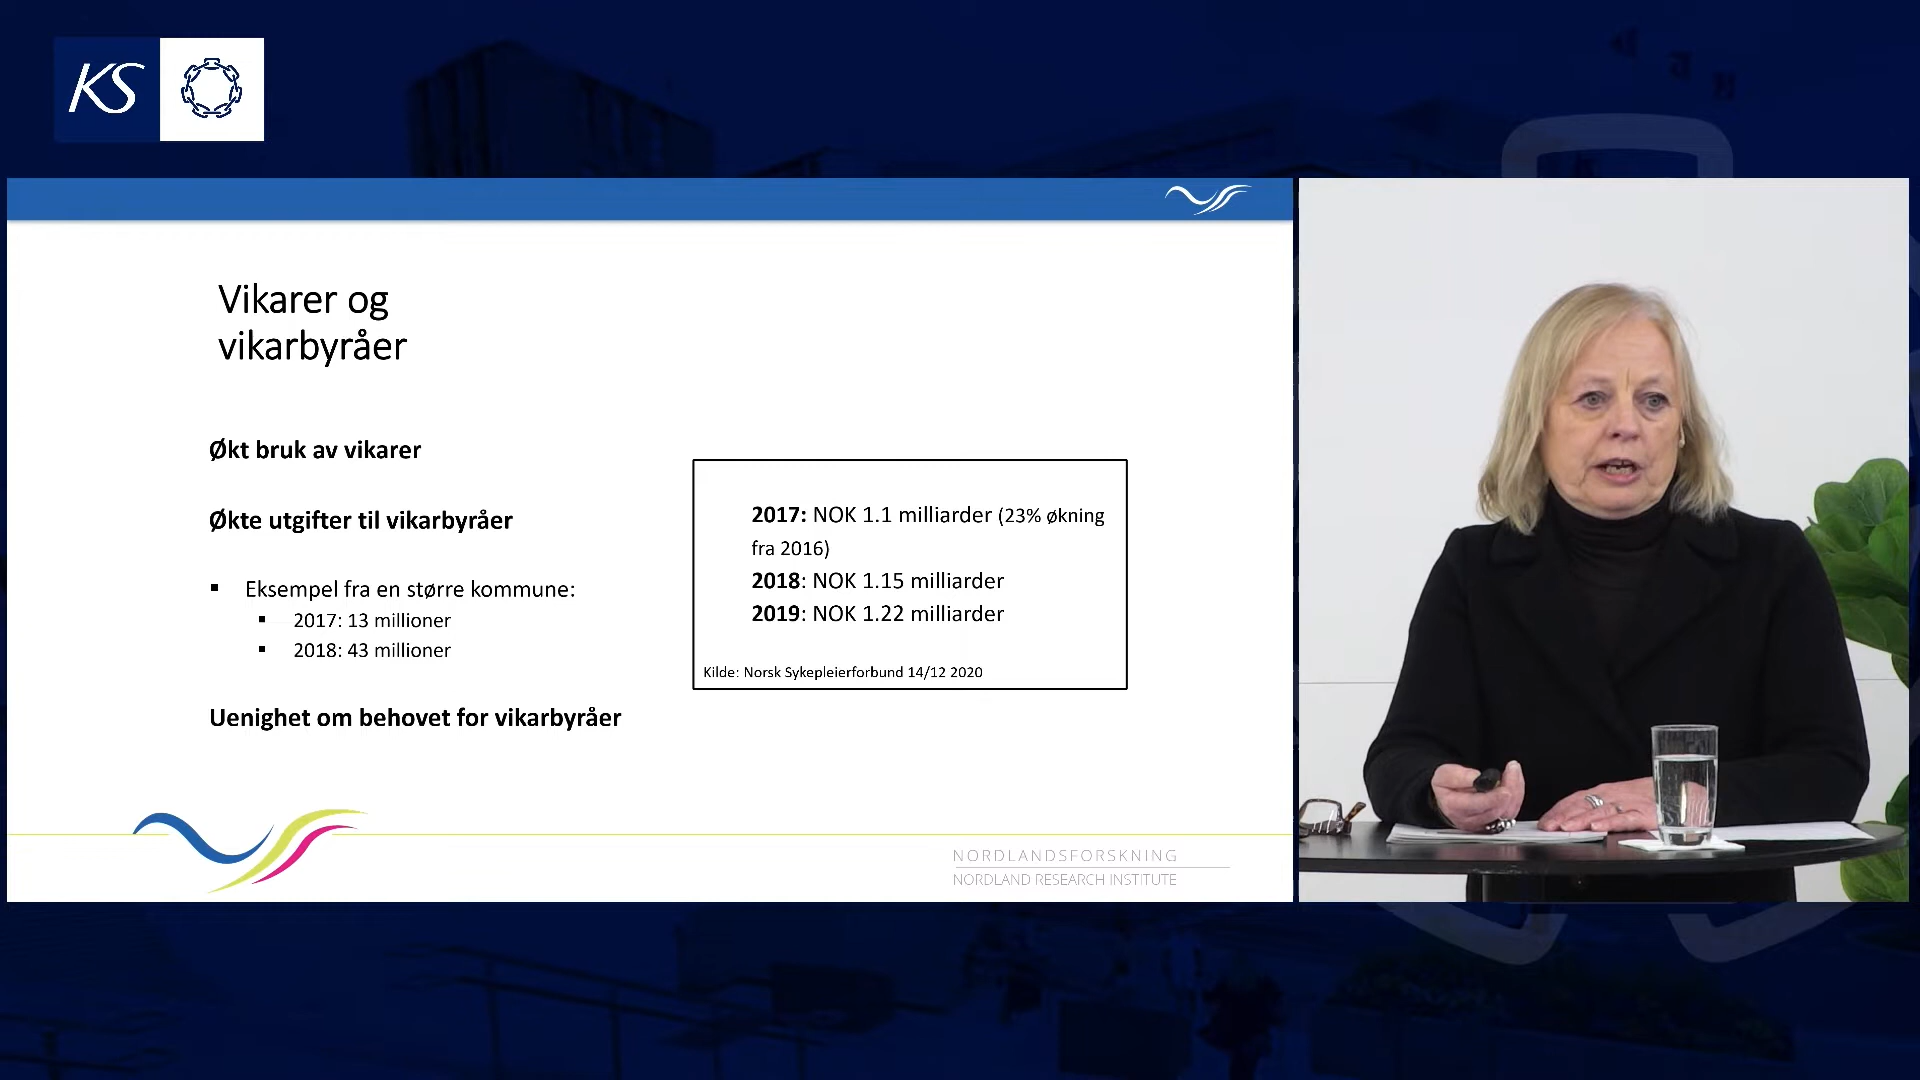 KS
Vikarer og
vikarbyråer
Økt bruk av vikarer
Økte utgifter til vikarbyråer
▪ Eksempel fra en større kommune:
▪ 2017: 13 millioner
▪ 2018: 43 millioner
Uenighet om behovet for vikarbyråer
2017: NOK 1.1 milliarder (23% økning
fra 2016)
2018: NOK 1.15 milliarder
2019: NOK 1.22 milliarder
Kilde: Norsk Sykepleierforbund 14/12 2020
NORDLANDSFORSKNING
NORDLAND RESEARCH INSTITUTE